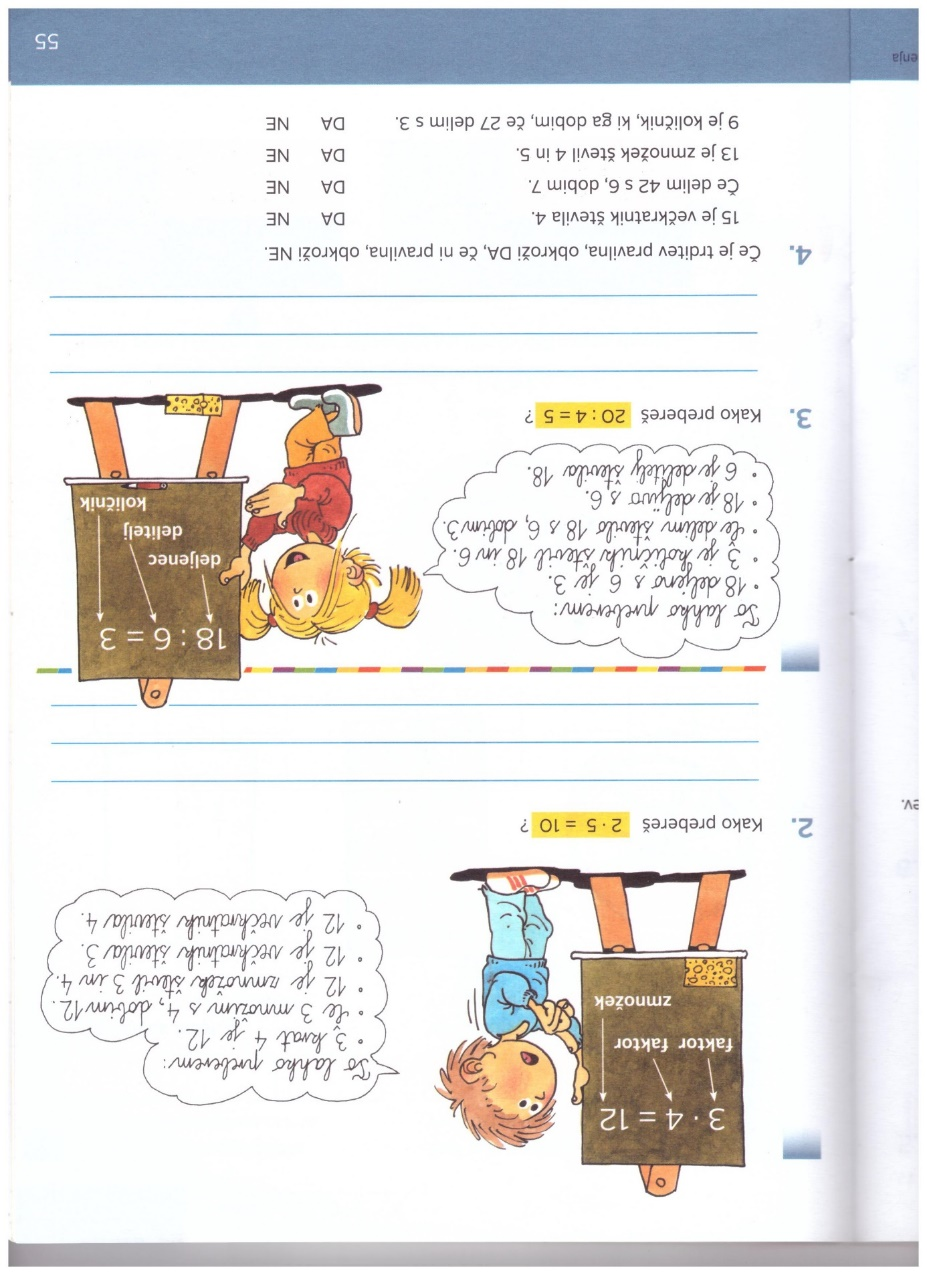 3 · 4 = 12
faktor faktor
zmnožek
To lahko preberem:
• 3 krat 4 je 12.
• Če 3 množim s 4, dobim 12.
• 12 je zmnožek števil 3 in 4.
• 12 je večkratnik števila 3.
• 12 je večkratnik števila 4.
2. Kako prebereš 2 · 5 = 10 ?
ev.
To lahko preberem:
• 18 deljeno s 6 je 3.
• 3 je količnik števil 18 in 6.
• Če delim število 18 s 6, dobim 3.
• 18 je deljivo s 6.
• 6 je delitelj števila 18.
18 : 6 = 3
deljenec
delitelj
količnik
3. Kako prebereš 20 : 4 = 5 ?
4. Če je trditev pravilna, obkroži DA, če ni pravilna, obkroži NE.
15 je večkratnik števila 4. DA NE
Če delim 42 s 6, dobim 7. DA NE
13 je zmnožek števil 4 in 5. DA NE
9 je količnik, ki ga dobim, če 27 delim s 3. DA NE
enja
55